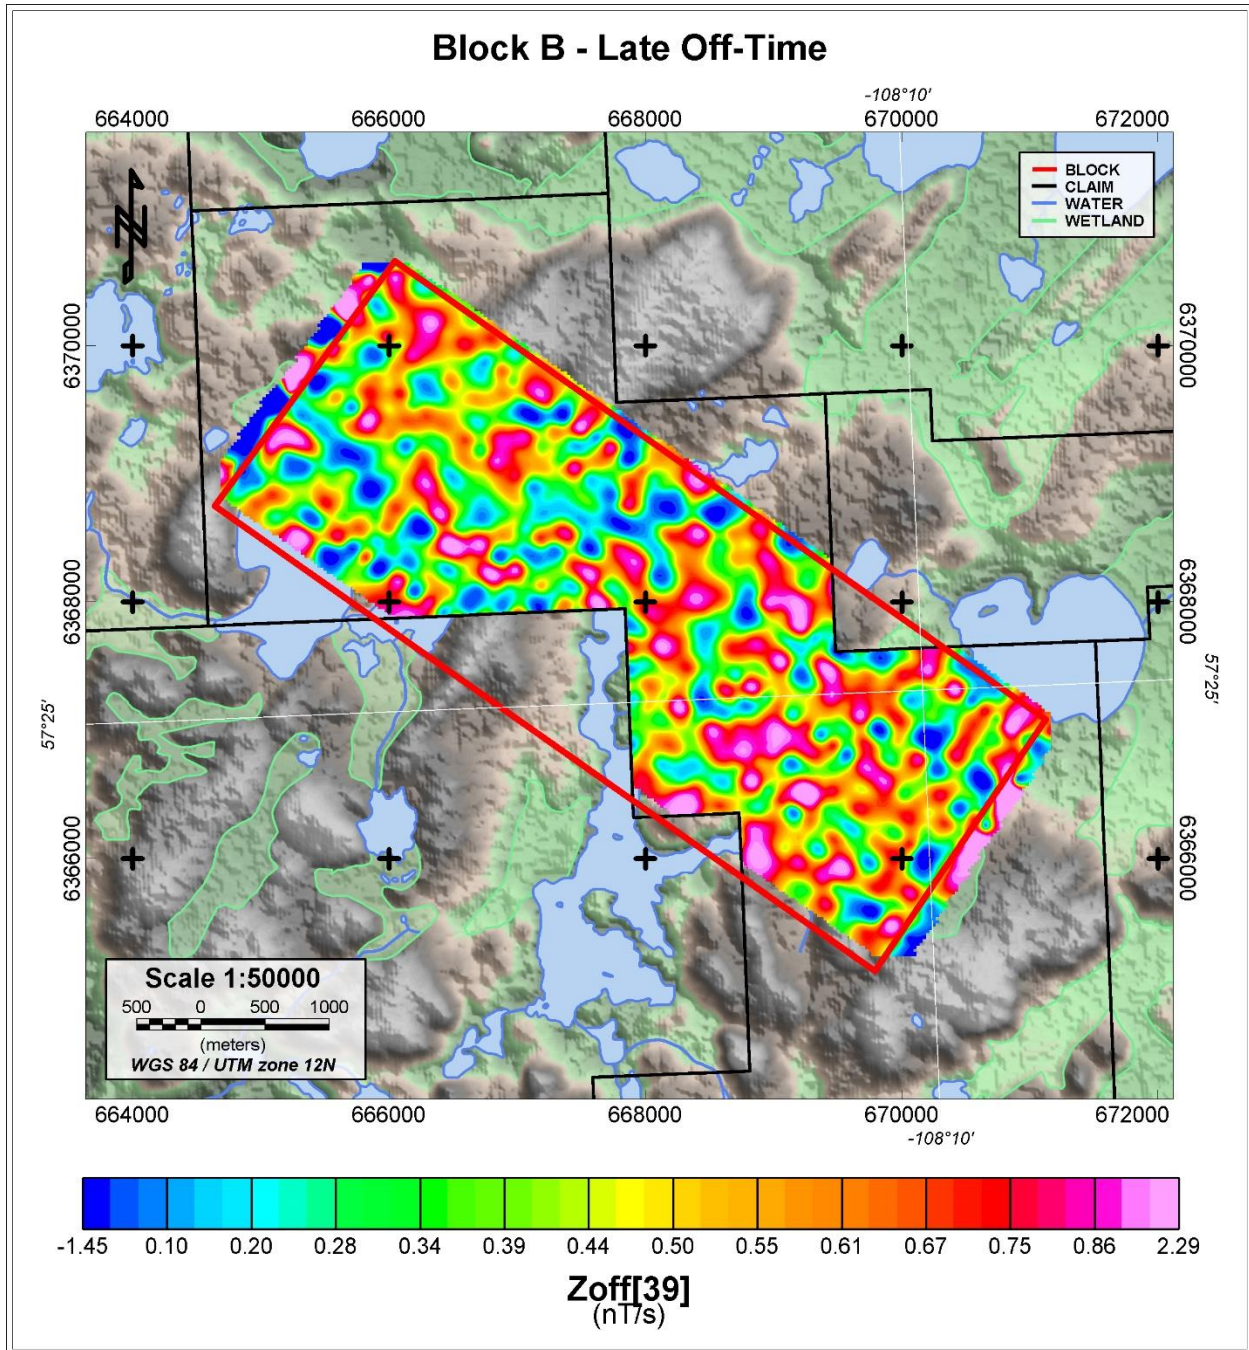 Block B - Late Off-Time
-108°10'
664000 666000 668000 670000 672000
BLOCK
CLAIM
WATER
WETLAND
N
6370000 6370000
6368000 6368000
57°25' 57°25'
6366000 6366000
Scale 1:50000
500 0 500 1000
(meters)
WGS 84 / UTM zone 12N
664000 666000 668000 670000 672000
-108°10'
-1.45 0.10 0.20 0.28 0.34 0.39 0.44 0.50 0.55 0.61 0.67 0.75 0.86 2.29
Zoff[39]
(nT/s)